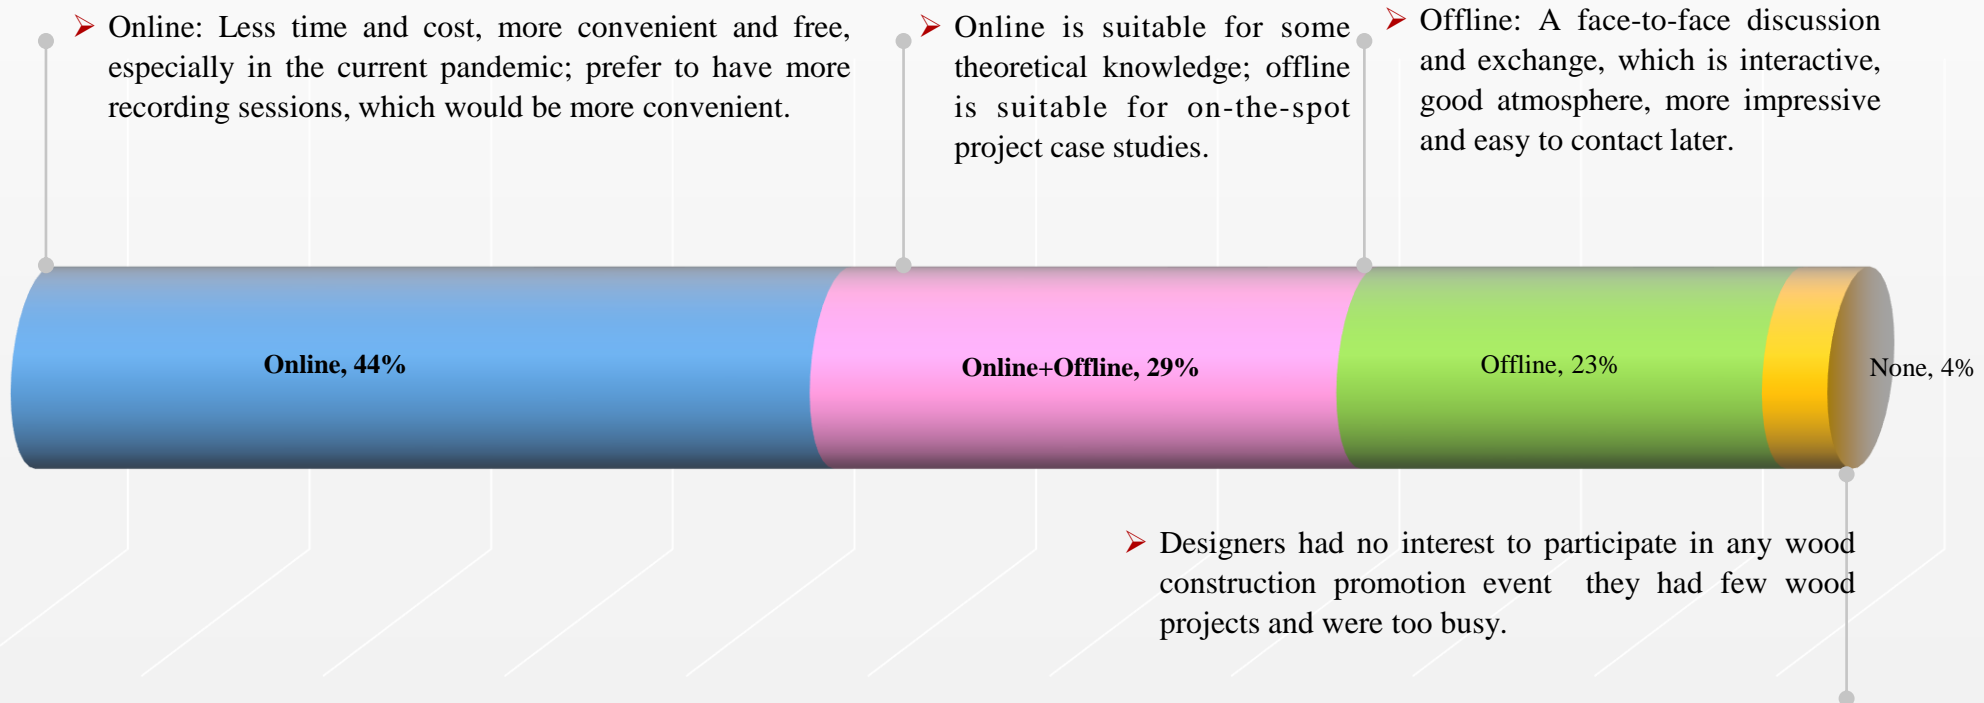 Online: Less time and cost, more convenient and free,
especially in the current pandemic; prefer to have more
recording sessions, which would be more convenient.
Online is suitable for some
theoretical knowledge; offline
is suitable for on-the-spot
project case studies.
Offline: A face-to-face discussion
and exchange, which is interactive,
good atmosphere, more impressive
and easy to contact later.
Online, 44%
Online+Offline, 29%
Offline, 23%
None, 4%
Designers had no interest to participate in any wood
construction promotion event they had few wood
projects and were too busy.